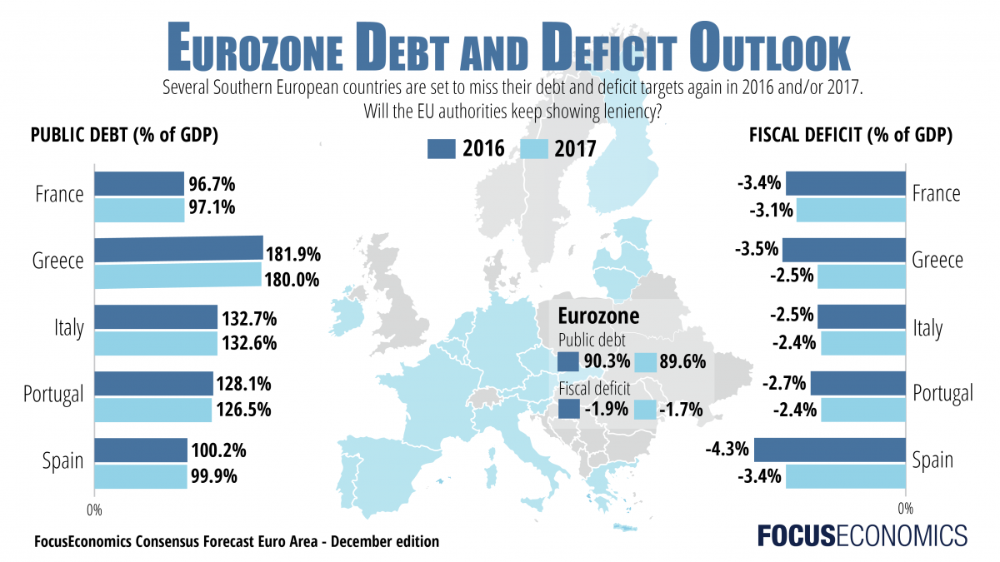 EUROZONE DEBT AND DEFICIT OUTLOOK
Several Southern European countries are set to miss their debt and deficit targets again in 2016 and/or 2017.
Will the EU authorities keep showing leniency?
2016 2017
PUBLIC DEBT (% of GDP)
France
96.7%
97.1%
Greece
181.9%
180.0%
Italy
132.7%
132.6%
Portugal
128.1%
126.5%
Spain
100.2%
99.9%
0%
Eurozone
Public debt
90.3% 89.6%
Fiscal deficit
-1.9% -1.7%
FISCAL DEFICIT (% of GDP)
-3.4%
-3.1%
France
-3.5%
-2.5%
Greece
-2.5%
-2.4%
Italy
-2.7%
-2.4%
Portugal
-4.3%
-3.4%
Spain
0%
FocusEconomics Consensus Forecast Euro Area - December edition
FOCUSECONOMICS